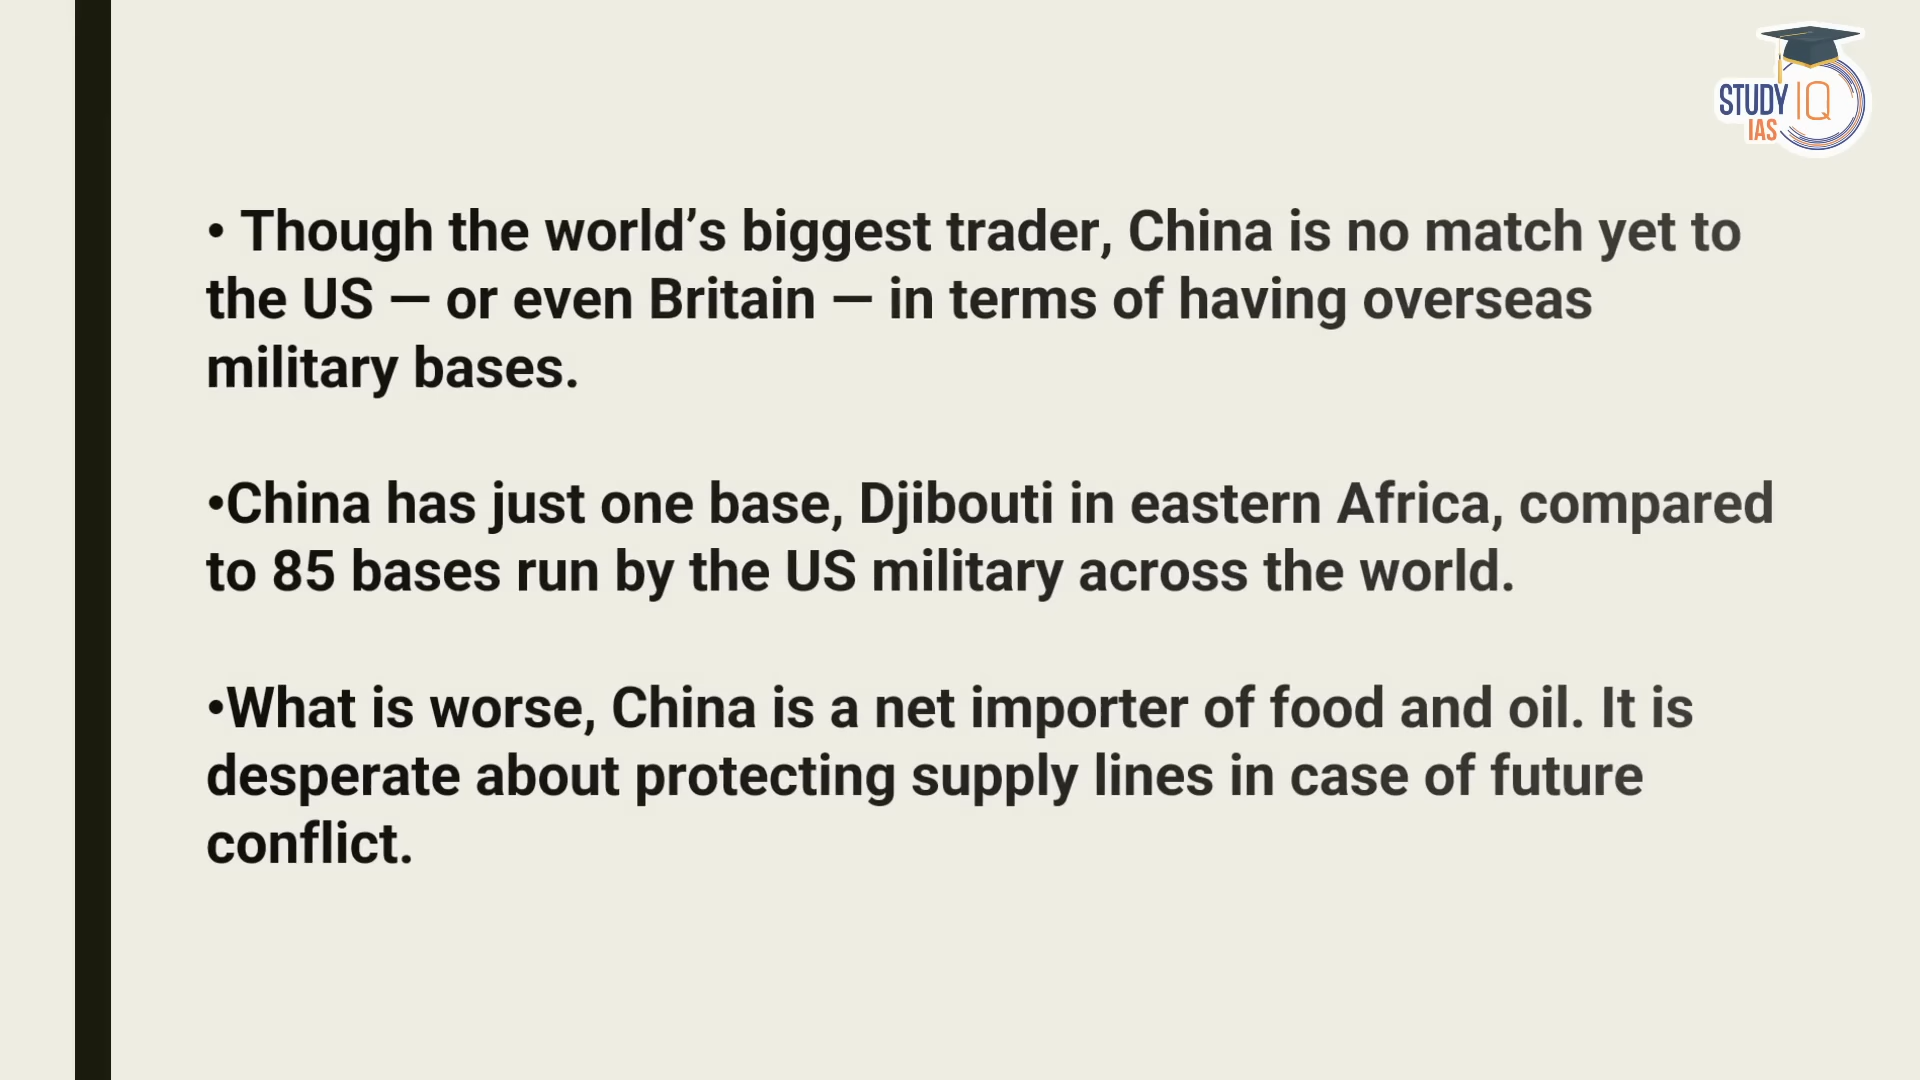 STUDY IQ
IAS
• Though the world’s biggest trader, China is no match yet to
the US — or even Britain — in terms of having overseas
military bases.
•China has just one base, Djibouti in eastern Africa, compared
to 85 bases run by the US military across the world.
•What is worse, China is a net importer of food and oil. It is
desperate about protecting supply lines in case of future
conflict.